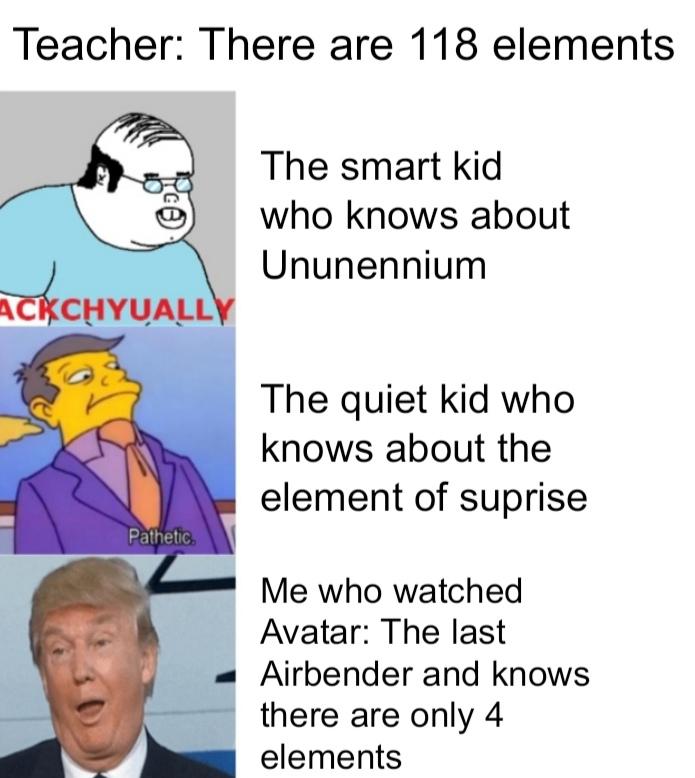 Teacher: There are 118 elements
ACKCHYUALLY
The smart kid
who knows about
Ununennium
Pathetic.
The quiet kid who
knows about the
element of suprise
Me who watched
Avatar: The last
Airbender and knows
there are only 4
elements